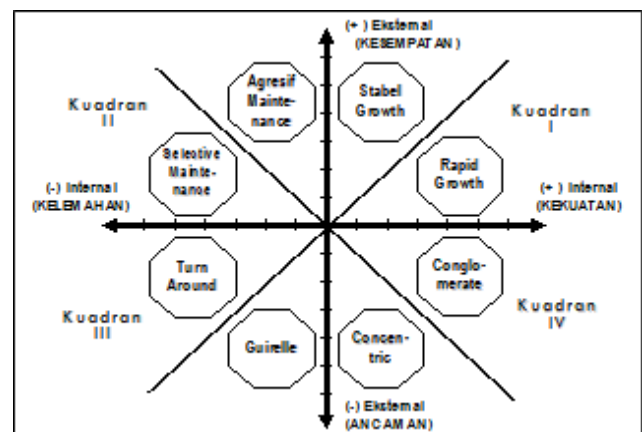 (+ ) Eksternal
(KESEMPATAN)
Kuadran
II
Agresif
Mainte-
nance
Stabel
Growth
Kuadran
I
Selective
Mainte-
nance
Rapid
Growth
(-) Internal
(KELEMAHAN)
(+ ) Internal
(KEKUATAN)
Turn
Around
Conglo-
merate
Kuadran
III
Guirelle
Concen-
tric
Kuadran
IV
(-) Eksternal
(ANCAMAN)